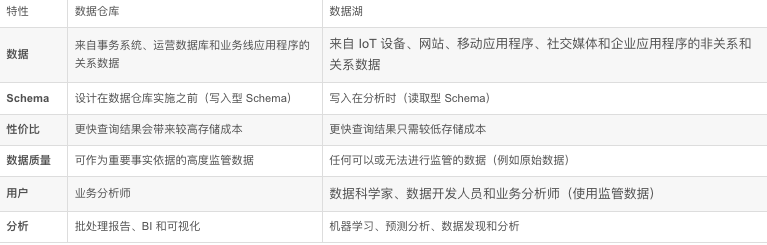 特性 数据仓库 数据湖
数据 来自事务系统、运营数据库和业务线应用程序的
关系数据
来自 IoT 设备、网站、移动应用程序、社交媒体和企业应用程序的非关系和
关系数据
Schema 设计在数据仓库实施之前（写入型 Schema） 写入在分析时（读取型 Schema）
性价比 更快查询结果会带来较高存储成本 更快查询结果只需较低存储成本
数据质量 可作为重要事实依据的高度监管数据 任何可以或无法进行监管的数据（例如原始数据）
用户 业务分析师 数据科学家、数据开发人员和业务分析师（使用监管数据）
分析 批处理报告、BI 和可视化 机器学习、预测分析、数据发现和分析